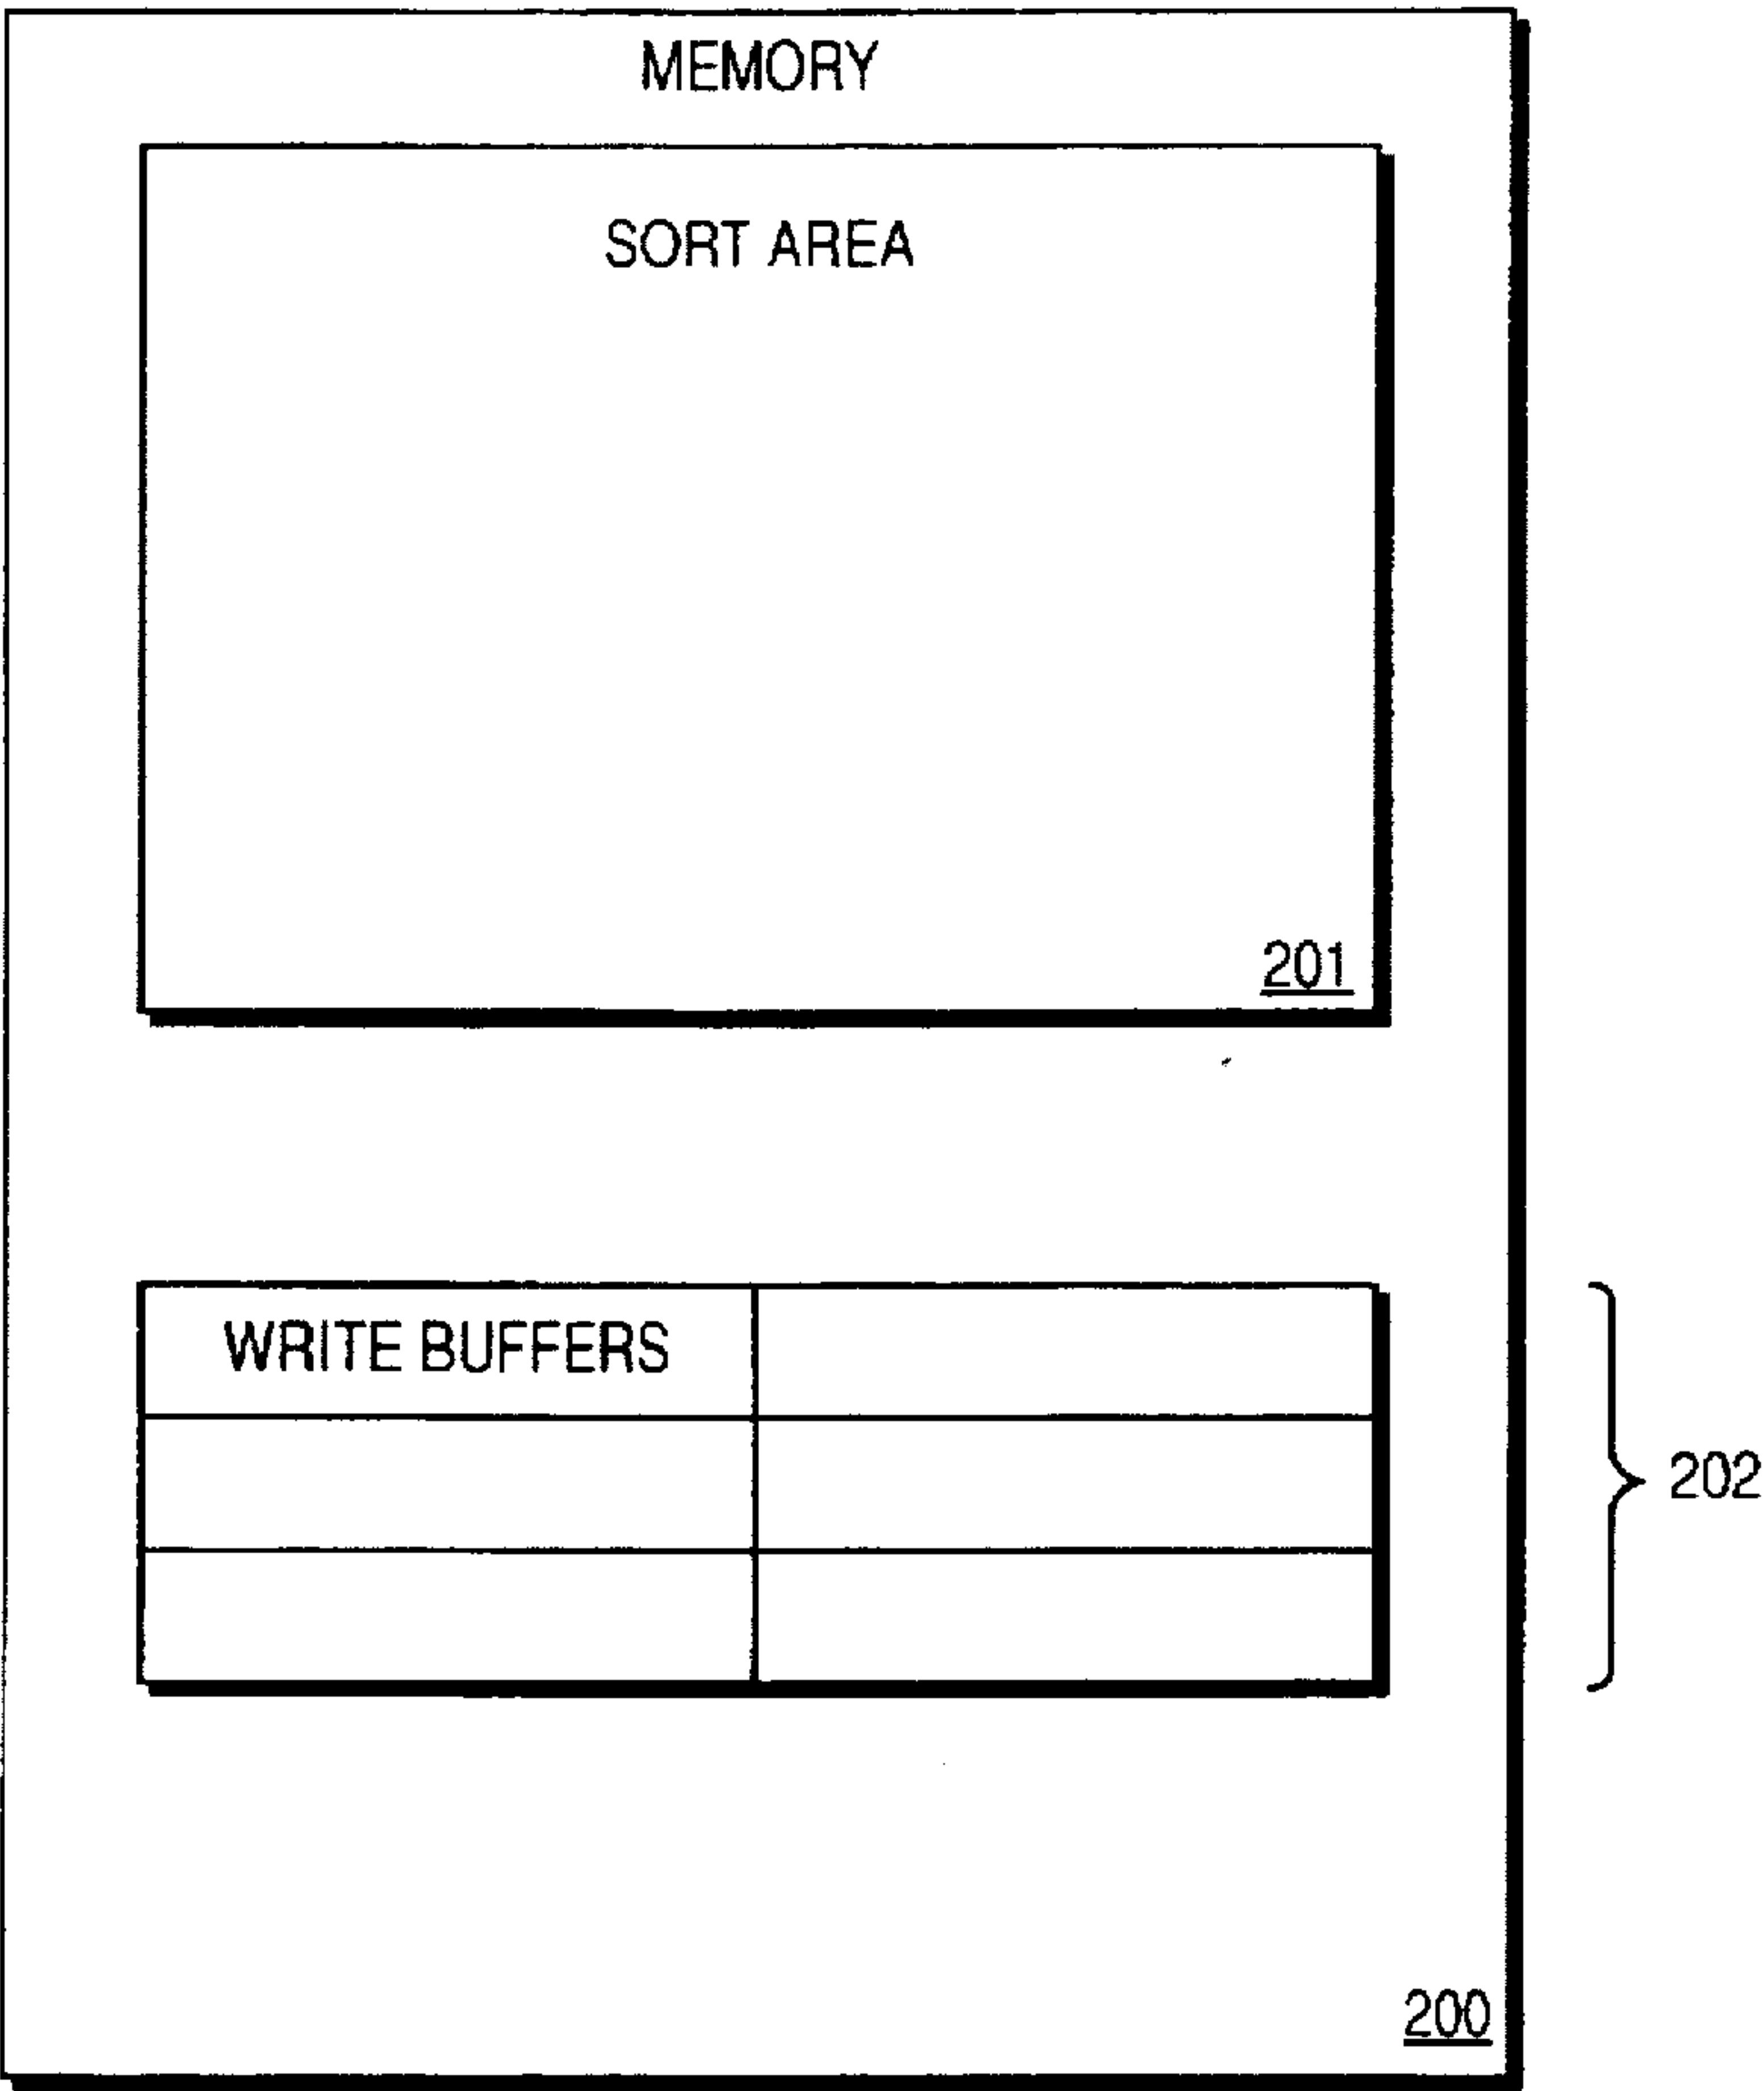 MEMORY
SORT AREA
201
WRITE BUFFERS
202
200